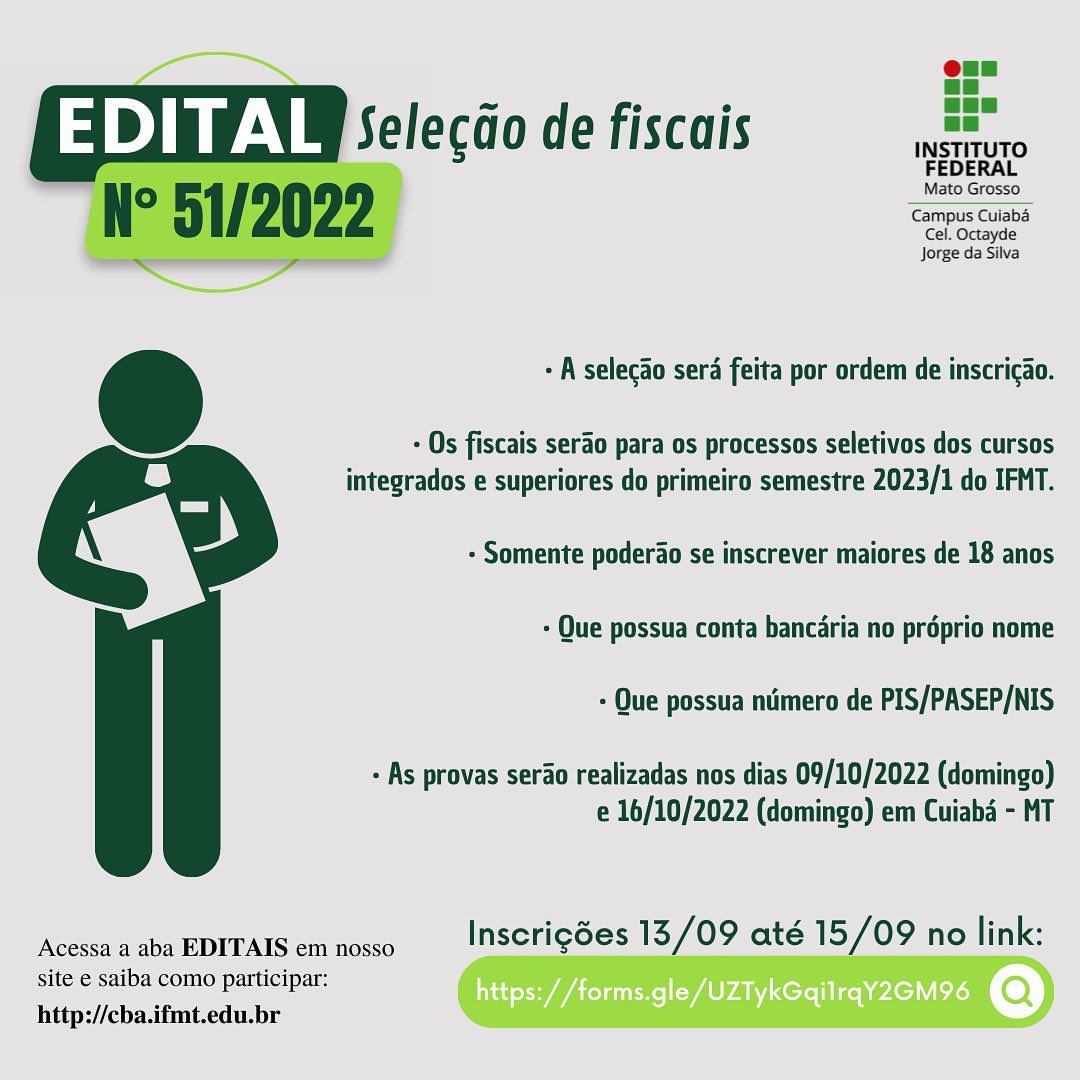 EDITAL
Nº 51/2022
Seleção de fiscais
INSTITUTO
FEDERAL
Mato Grosso
Campus Cuiabá
Cel. Octayde
Jorge da Silva
• A seleção será feita por ordem de inscrição.
• Os fiscais serão para os processos seletivos dos cursos
integrados e superiores do primeiro semestre 2023/1 do IFMT.
• Somente poderão se inscrever maiores de 18 anos
• Que possua conta bancária no próprio nome
• Que possua número de PIS/PASEP/NIS
• As provas serão realizadas nos dias 09/10/2022 (domingo)
e 16/10/2022 (domingo) em Cuiabá - MT
Acessa a aba EDITAIS em nosso
site e saiba como participar:
http://cba.ifmt.edu.br
Inscrições 13/09 até 15/09 no link:
https://forms.gle/UZTykGqi1rqY2GM96